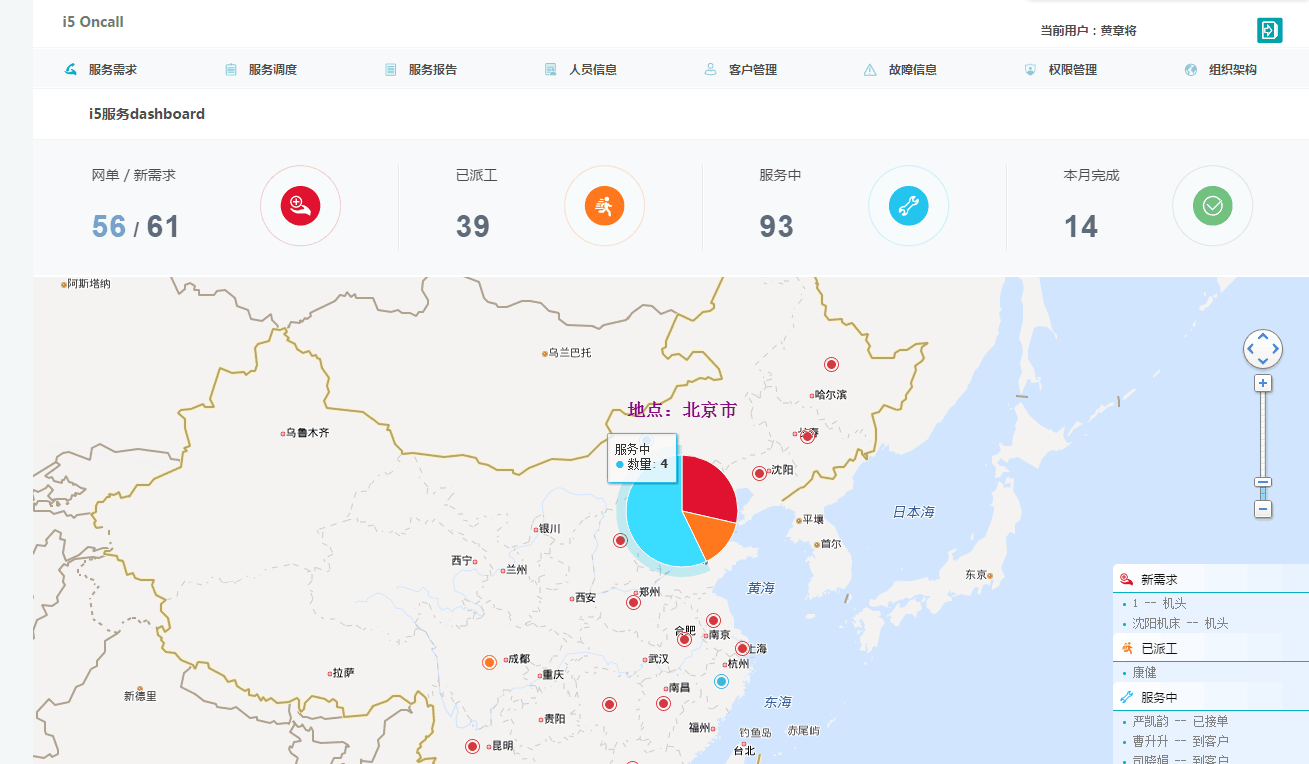 i5 Oncall
当前用户：黄章将
服务需求
服务调度
服务报告
人员信息
客户管理
故障信息
权限管理
组织架构
i5服务dashboard
网单 / 新需求
已派工
服务中
本月完成
56 / 61
39
93
14
阿斯塔纳
乌兰巴托
哈尔滨
地点: 北京市
乌鲁木齐
长春
服务中
数量: 4
沈阳
日本海
平壤
银川
首尔
西宁
兰州
东京
新需求
黄海
郑州
西安
1 -- 机头
沈阳机床 -- 机头
合肥
南京
上海
已派工
成都
武汉
杭州
拉萨
重庆
康健
新德里
南昌
服务中
东海
贵阳
福州
钓鱼岛
赤尾屿
严凯韵 -- 已接单
昆明
台北
曹升升 -- 到客户
司晓娟 -- 到客户